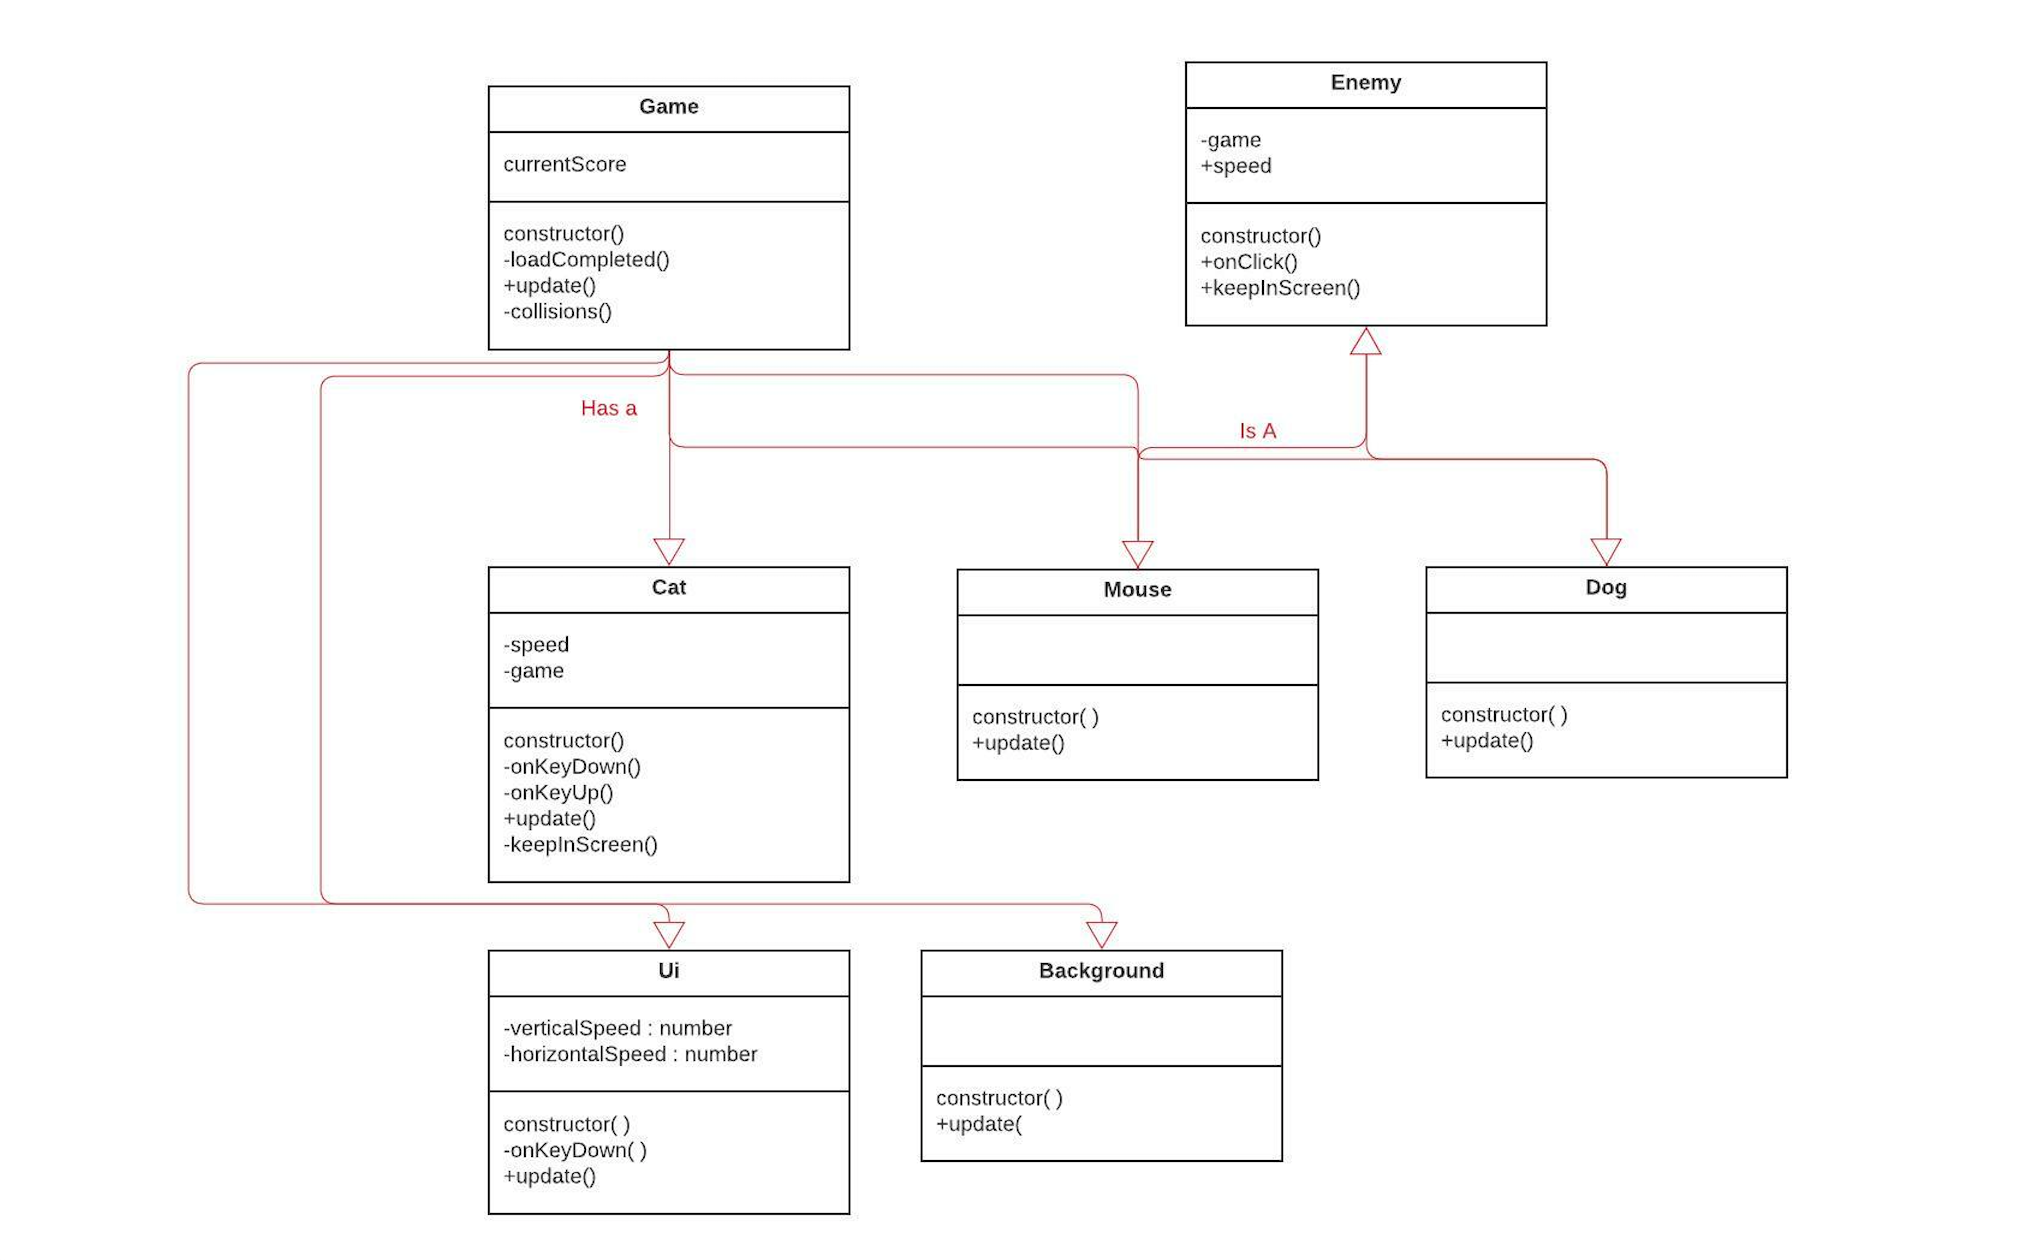 Game
currentScore
constructor()
-loadCompleted()
+update()
-collisions()
Enemy
-game
+speed
constructor()
+onClick()
+keepInScreen()
Has a
Is A
Cat
-speed
-game
constructor()
-onKeyDown()
-onKeyUp()
+update()
-keepInScreen()
Mouse
constructor( )
+update()
Dog
constructor( )
+update()
Ui
-verticalSpeed : number
-horizontalSpeed : number
constructor( )
-onKeyDown( )
+update()
Background
constructor( )
+update(